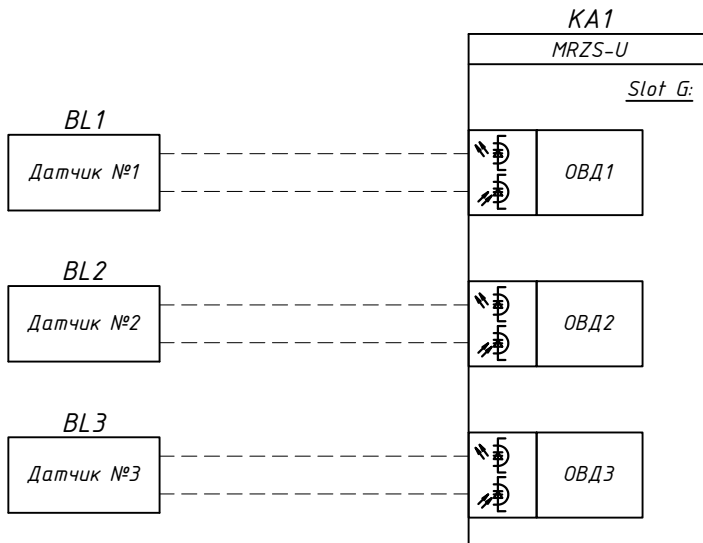 KA1
MRZS-U
Slot G:
BL1
Датчик №1
ОВД1
BL2
Датчик №2
ОВД2
BL3
Датчик №3
ОВД3